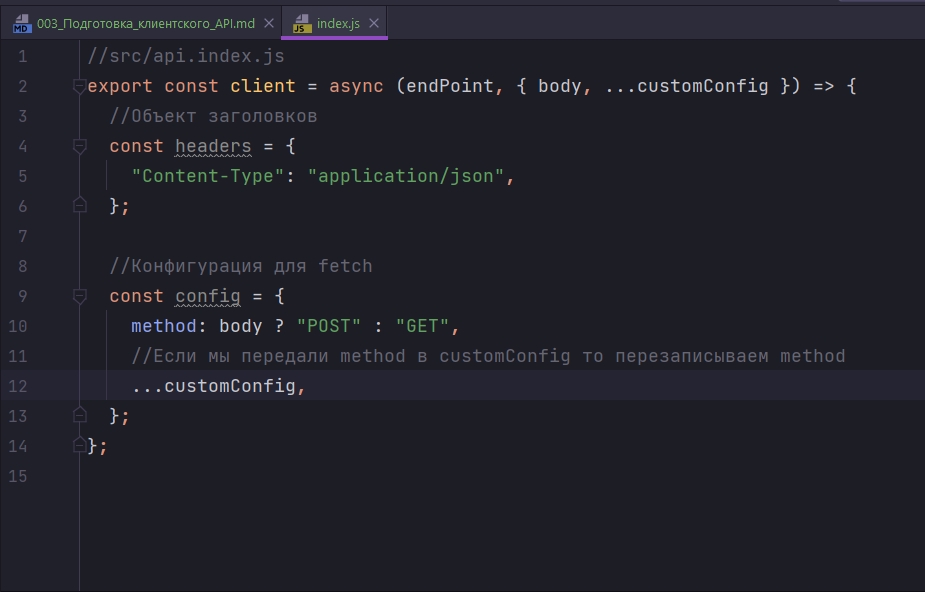 MD 003_Подготовка_клиентского_API.md JS index.js
1 //src/api.index.js
2 export const client = async (endPoint, { body, ...customConfig }) => {
3 //Объект заголовков
4 const headers = {
5 "Content-Type": "application/json",
6 };
7
8 //Конфигурация для fetch
9 const config = {
10 method: body ? "POST" : "GET",
11 //Если мы передали method в customConfig то перезаписываем method
12 ...customConfig,
13 };
14 };
15